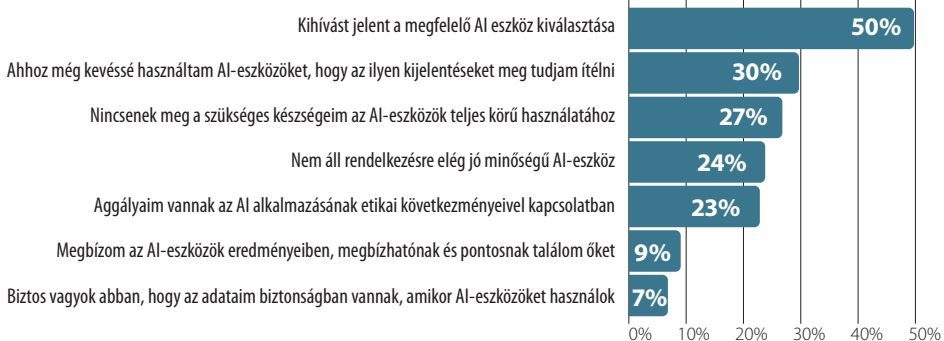 Kihívást jelent a megfelelő AI eszköz kiválasztása 50%
Ahhoz még kevéssé használtam AI-eszközöket, hogy az ilyen kijelentéseket meg tudjam ítélni 30%
Nincsenek meg a szükséges készségeim az AI-eszközök teljes körű használatához 27%
Nem áll rendelkezésre elég jó minőségű AI-eszköz 24%
Aggályaim vannak az AI alkalmazásának etikai következményeivel kapcsolatban 23%
Megbízom az AI-eszközök eredményeiben, megbízhatónak és pontosnak találom őket 9%
Biztos vagyok abban, hogy az adataim biztonságban vannak, amikor AI-eszközöket használok 7%
0% 10% 20% 30% 40% 50%